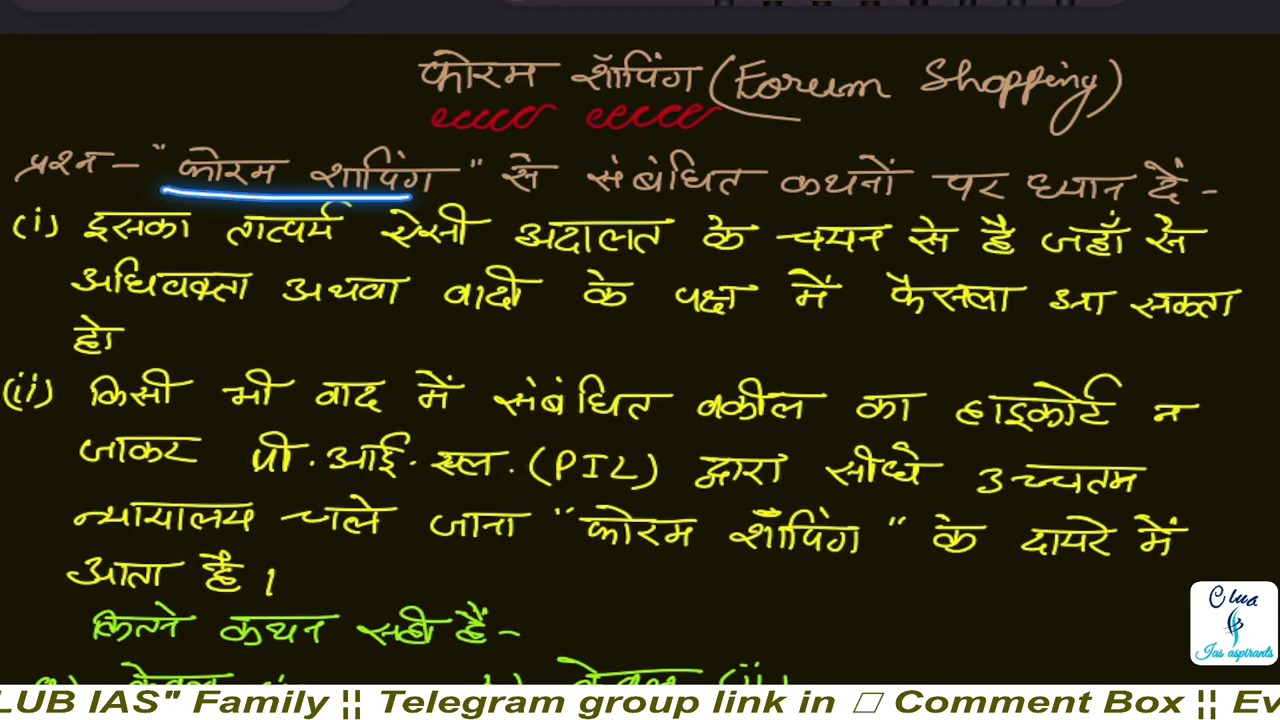 फोरम शॉपिंग (Forum Shopping)
प्रश्न - "फोरम शापिंग" से संबंधित कथनों पर ध्यान दें -
(i) इसका तात्पर्य ऐसी अदालत के चयन से है जहाँ से
अधिवक्ता अथवा वादी के पक्ष में फैसला आ सकता
हो
(ii) किसी भी वाद में संबंधित वकील का हाइकोर्ट न
जाकर पी.आई.एल. (PIL) द्वारा सीधे उच्चतम
न्यायालय चले जाना "फोरम शॅापिंग" के दायरे में
आता है।
कितने कथन सही हैं -
(ii)
Club
Ias aspirants
LUB IAS" Family ¦¦ Telegram group link in □ Comment Box ¦¦ Ev